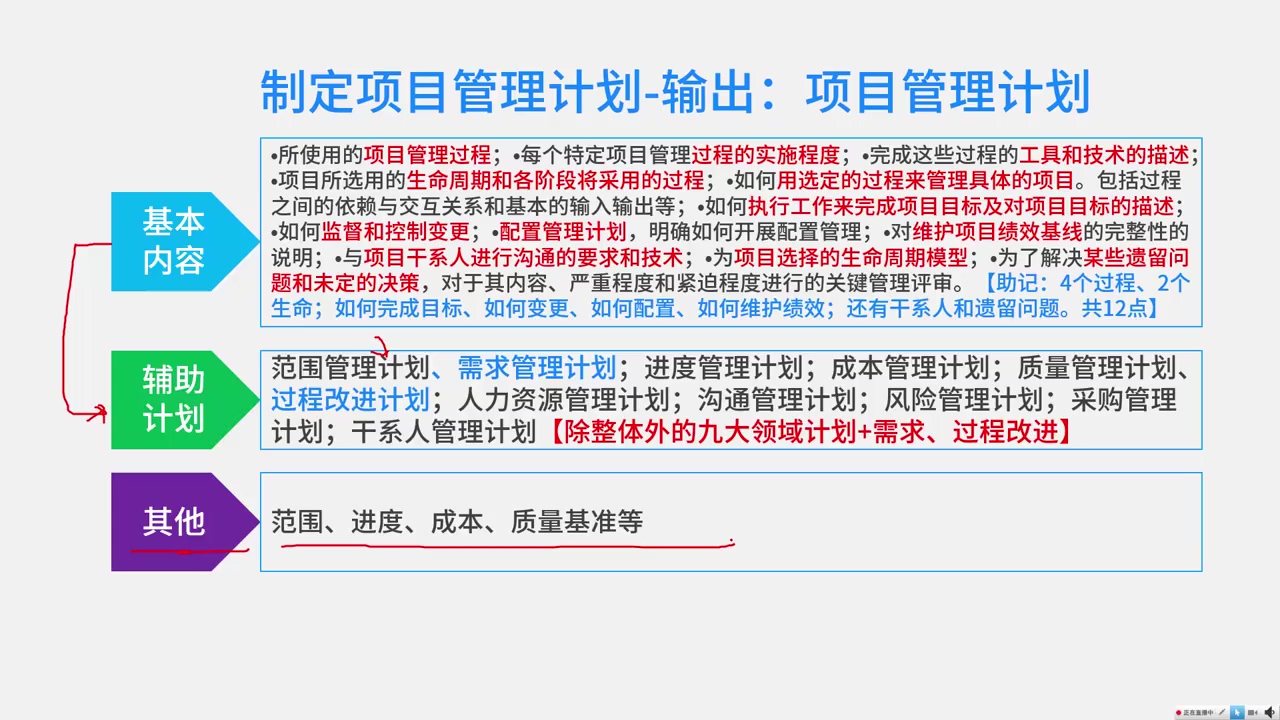 制定项目管理计划-输出：项目管理计划
基本
内容
•所使用的项目管理过程；•每个特定项目管理过程的实施程度；•完成这些过程的工具和技术的描述；
•项目所选用的生命周期和各阶段将采用的过程；•如何用选定的过程来管理具体的项目。包括过程
之间的依赖与交互关系和基本的输入输出等；•如何执行工作来完成项目目标及对项目目标的描述；
•如何监督和控制变更；•配置管理计划，明确如何开展配置管理；•对维护项目绩效基线的完整性的
说明；•与项目干系人进行沟通的要求和技术；•为项目选择的生命周期模型；•为了解决某些遗留问
题和未定的决策，对于其内容、严重程度和紧迫程度进行的关键管理评审。【助记：4个过程、2个
生命；如何完成目标、如何变更、如何配置、如何维护绩效；还有干系人和遗留问题。共12点】
辅助
计划
范围管理计划、需求管理计划；进度管理计划；成本管理计划；质量管理计划、
过程改进计划；人力资源管理计划；沟通管理计划；风险管理计划；采购管理
计划；干系人管理计划【除整体外的九大领域计划+需求、过程改进】
其他
范围、进度、成本、质量基准等
正在直播中